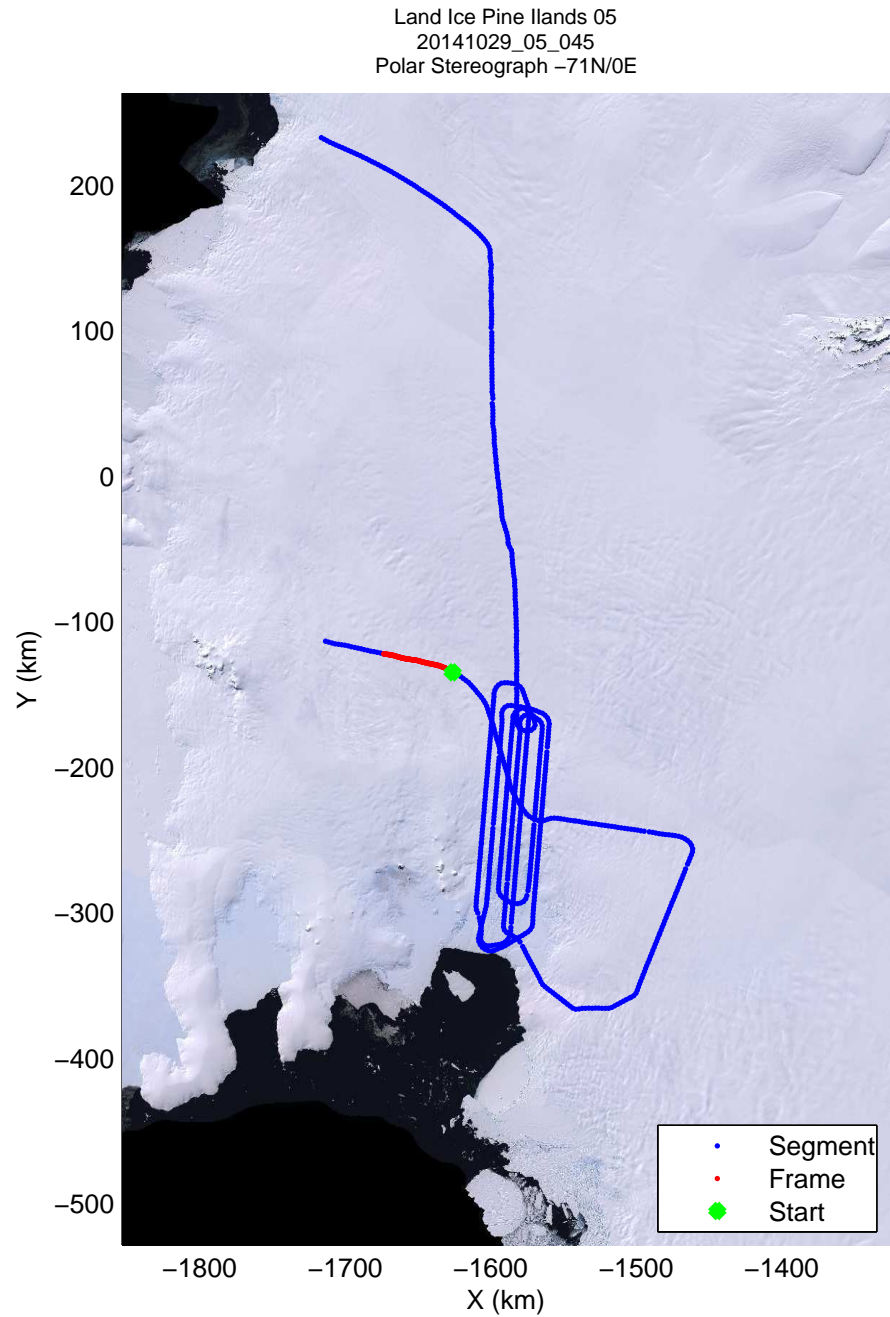 Land Ice Pine Ilands 05
20141029_05_045
Polar Stereograph −71N/0E
200
100
0
−100
−200
−300
−400
−500
Y (km)
−1800
−1700
−1600
−1500
−1400
X (km)
Segment
Frame
Start